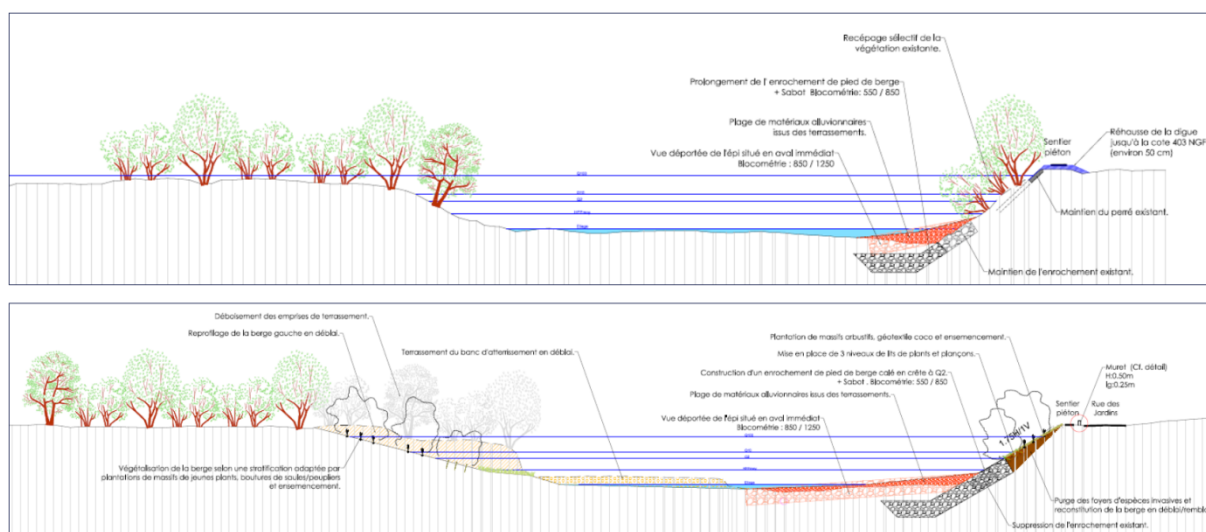 Recépage sélectif de la
végétation existante.
Prolongement de l' enrochement de pied de berge
+ Sabot Blocométrie: 550 / 850
Plage de matériaux alluvionnaires
issus des terrassements.
Vue déportée de l'épi situé en aval immédiat
Blocométrie : 850 / 1250
Sentier
piéton
Réhausse de la digue
jusqu'à la cote 403 NGF
(environ 50 cm)
Maintien du perré existant.
Maintien de l'enrochement existant.
Déboisement des emprises de terrassement.
Reprofilage de la berge gauche en déblai.
Terrassement du banc d'atterrissement en déblai.
Plantation de massifs arbustifs, géotextile coco et ensemencement.
Mise en place de 3 niveaux de lits de plants et plançons.
Construction d'un enrochement de pied de berge calé en crête à Q2.
+ Sabot . Blocométrie: 550 / 850
Plage de matériaux alluvionnaires issus des terrassements.
Vue déportée de l'épi situé en aval immédiat
Blocométrie : 850 / 1250
Muret (Cf. détail)
H:0.50m
lg:0.25m
Sentier
piéton
Rue des
Jardins
1.75H/1V
Végétalisation de la berge selon une stratification adaptée par
plantations de massifs de jeunes plants, boutures de saules/peupliers
et ensemencement.
Purge des foyers d'espèces invasives et
reconstitution de la berge en déblai/remblai
Suppression de l'enrochement existant.